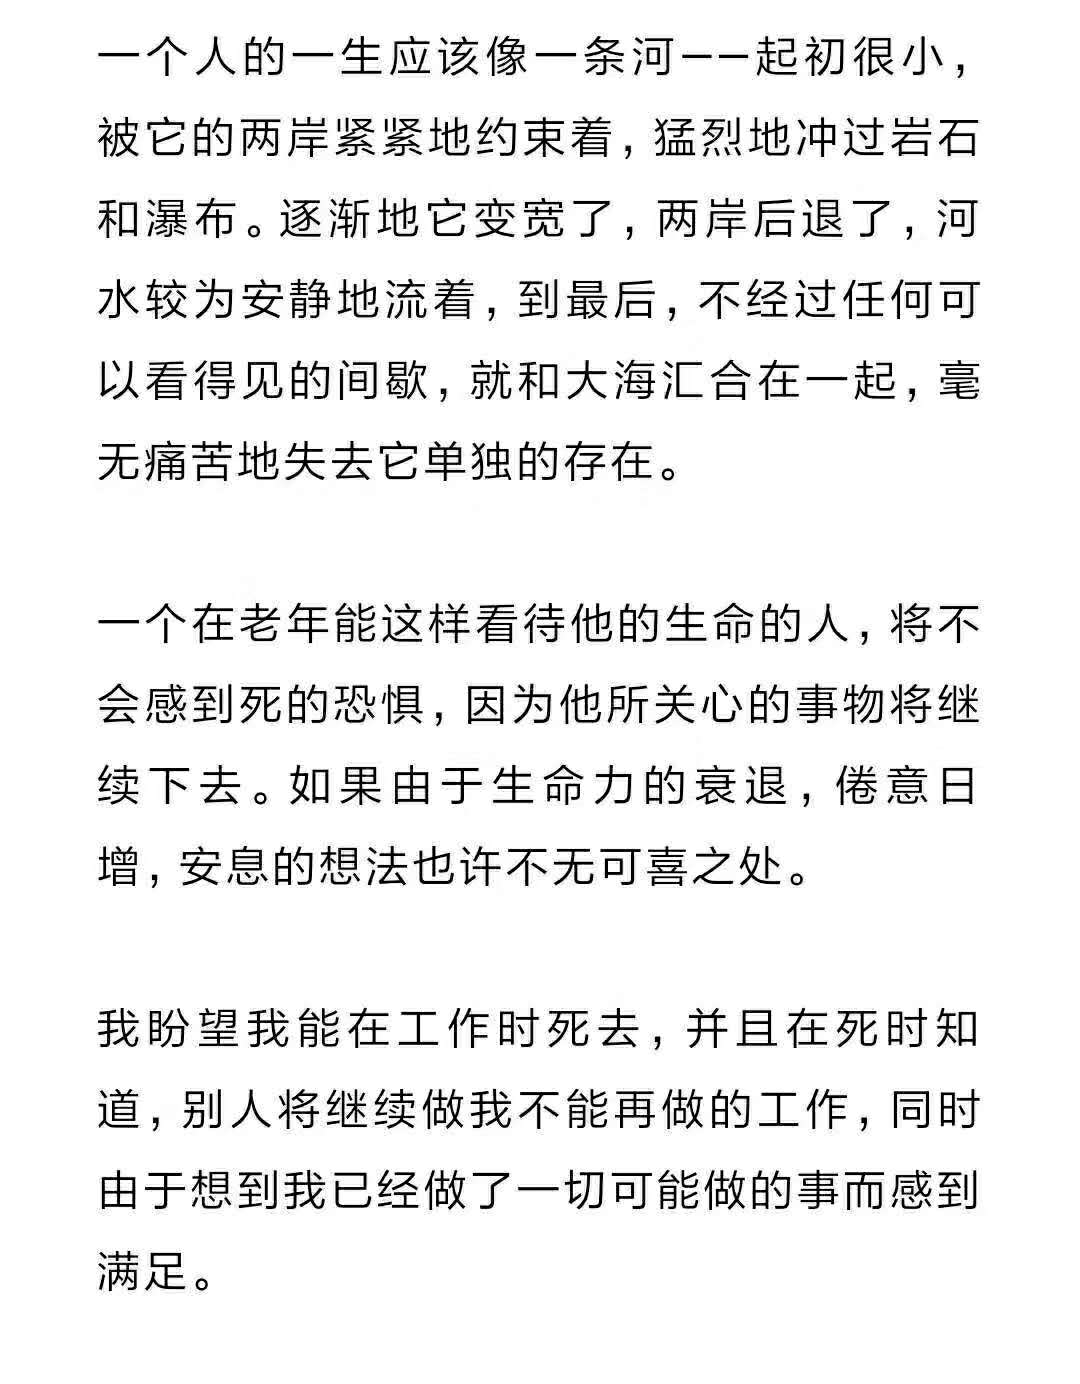 一个人的一生应该像一条河——起初很小，
被它的两岸紧紧地约束着，猛烈地冲过岩石
和瀑布。逐渐地它变宽了，两岸后退了，河
水较为安静地流着，到最后，不经过任何可
以看得见的间歇，就和大海汇合在一起，毫
无痛苦地失去它单独的存在。
一个在老年能这样看待他的生命的人，将不
会感到死的恐惧，因为他所关心的事物将继
续下去。如果由于生命力的衰退，倦意日
增，安息的想法也许不无可喜之处。
我盼望我能在工作时死去，并且在死时知
道，别人将继续做我不能再做的工作，同时
由于想到我已经做了一切可能做的事而感到
满足。